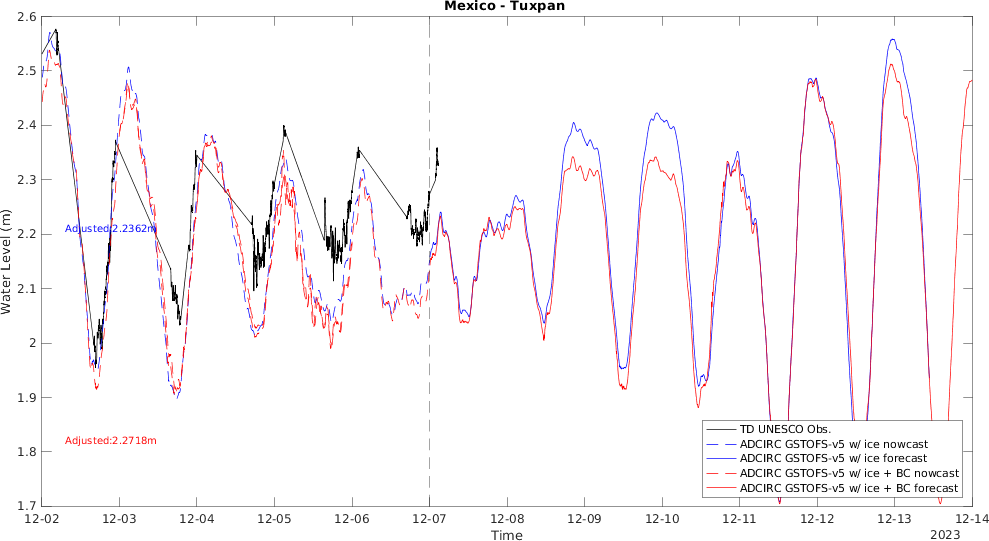 Mexico - Tuxpan
Water Level (m)
2.6
2.5
2.4
2.3
2.2
2.1
2
1.9
1.8
1.7
Adjusted:2.2362m
Adjusted:2.2718m
TD UNESCO Obs.
ADCIRC GSTOFS-v5 w/ ice nowcast
ADCIRC GSTOFS-v5 w/ ice forecast
ADCIRC GSTOFS-v5 w/ ice + BC nowcast
ADCIRC GSTOFS-v5 w/ ice + BC forecast
12-02 12-03 12-04 12-05 12-06 12-07 12-08 12-09 12-10 12-11 12-12 12-13 12-14
Time
2023